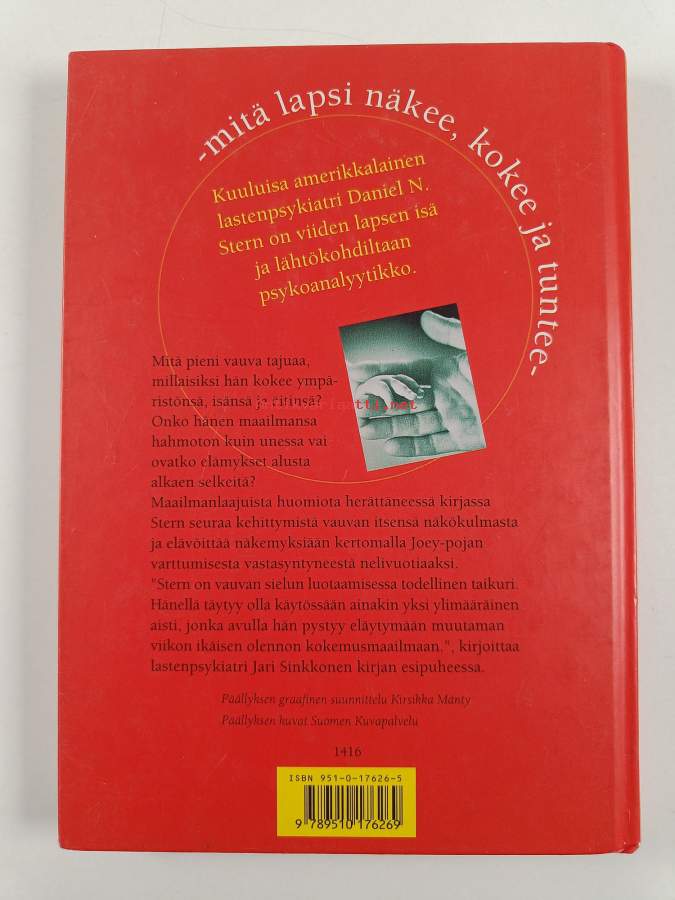 -mitä lapsi näkee, kokee ja tuntee-
Kuuluisa amerikkalainen
lastenpsykiatri Daniel N.
Stern on viiden lapsen isä
ja lähtökohdiltaan
psykoanalyytikko.
Mitä pieni vauva tajuaa,
millaisiksi hän kokee ympä-
ristönsä, isänsä ja äitinsä?
Onko hänen maailmansa
hahmoton kuin unessa vai
ovatko elämykset alusta
alkaen selkeitä?
Maailmanlaajuista huomiota herättäneessä kirjassa
Stern seuraa kehittymistä vauvan itsensä näkökulmasta
ja elävöittää näkemyksiään kertomalla Joey-pojan
varttumisesta vastasyntyneestä nelivuotiaaksi.
"Stern on vauvan sielun luotaamisessa todellinen taikuri.
Hänellä täytyy olla käytössään ainakin yksi ylimääräinen
aisti, jonka avulla hän pystyy eläytymään muutaman
viikon ikäisen olennon kokemusmaailmaan.", kirjoittaa
lastenpsykiatri Jari Sinkkonen kirjan esipuheessa.
Päällyksen graafinen suunnittelu Kirsikka Mänty
Päällyksen kuvat Suomen Kuvapalvelu
1416
ISBN 951-0-17626-5
9 789510 176269